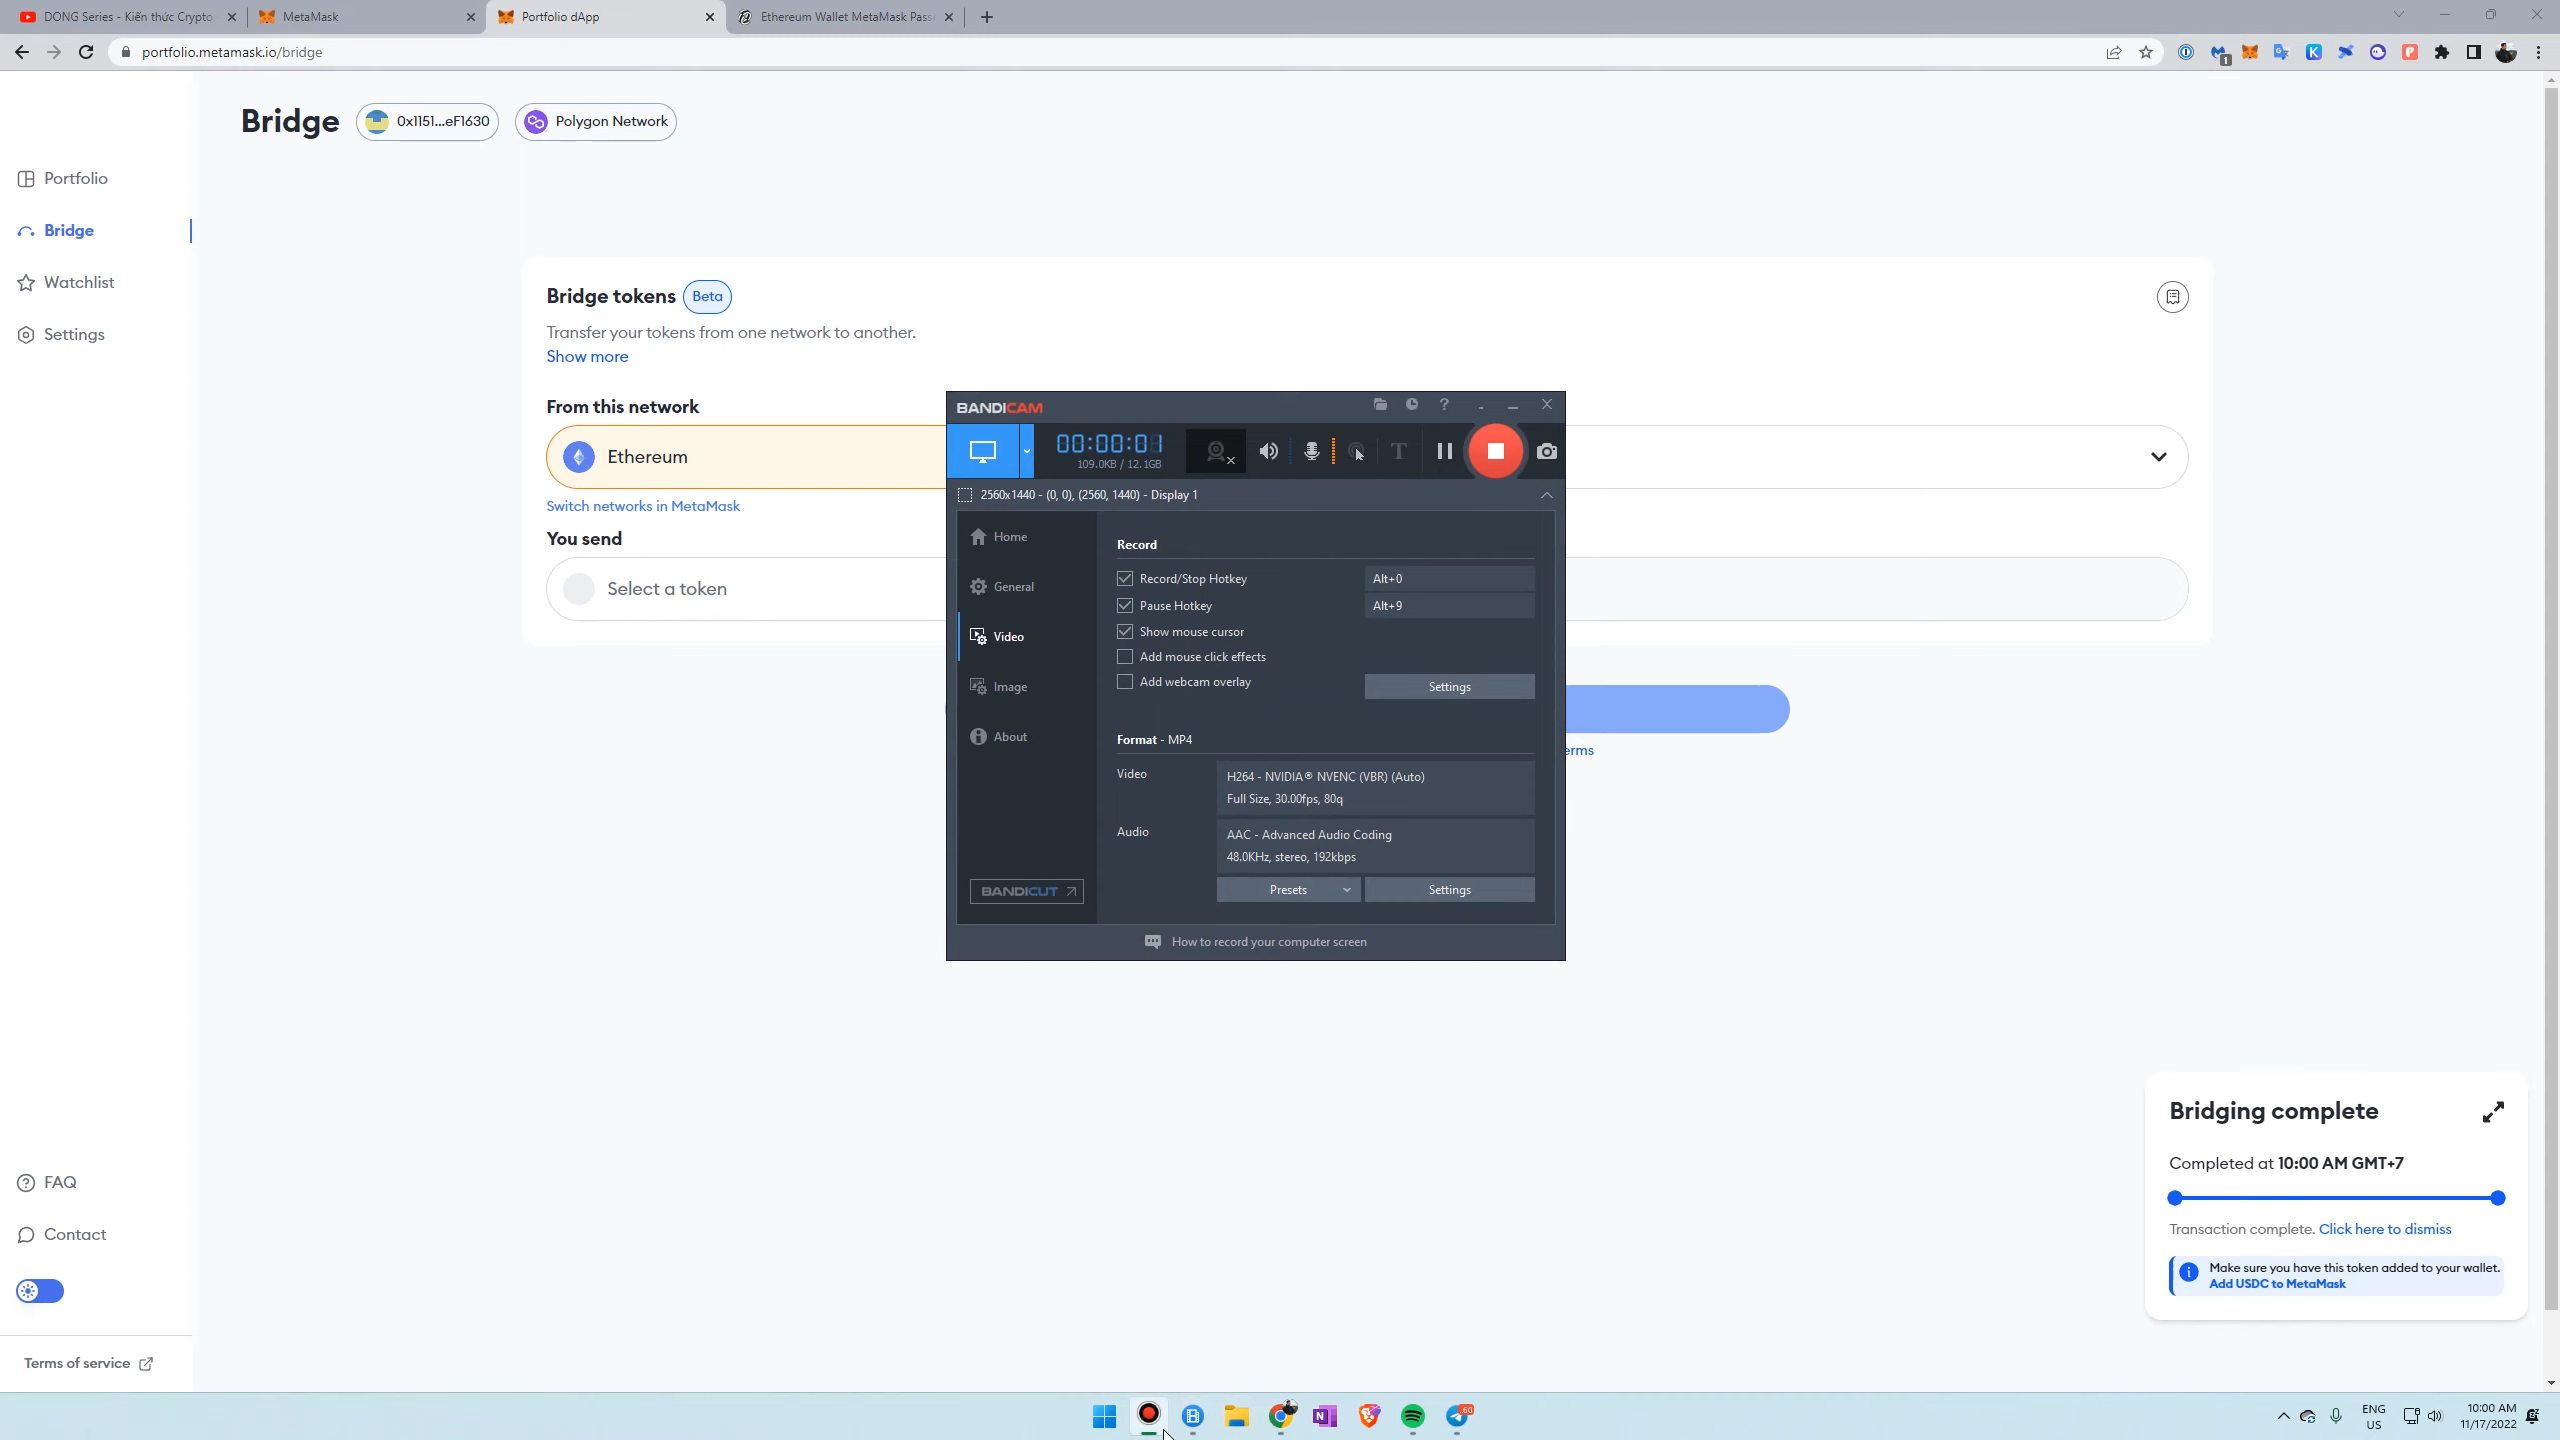 DONG Series - Kiến thức Crypto
MetaMask
Portfolio dApp
Ethereum Wallet MetaMask Pass
portfolio.metamask.io/bridge
1
Bridge
0x1151...eF1630
Polygon Network
Portfolio
Bridge
Watchlist
Settings
Bridge tokens
Beta
Transfer your tokens from one network to another.
Show more
From this network
Ethereum
Switch networks in MetaMask
You send
Select a token
erms
BANDICAM
?
00:00:01
109.0KB / 12.1GB
T
2560x1440 - (0, 0), (2560, 1440) - Display 1
Home
General
Video
Image
About
BANDICUT
Record
Record/Stop Hotkey
Alt+0
Pause Hotkey
Alt+9
Show mouse cursor
Add mouse click effects
Add webcam overlay
Settings
Format - MP4
Video
H264 - NVIDIA® NVENC (VBR) (Auto)
Full Size, 30.00fps, 80q
Audio
AAC - Advanced Audio Coding
48.0KHz, stereo, 192kbps
Presets
Settings
How to record your computer screen
Bridging complete
Completed at 10:00 AM GMT+7
Transaction complete. Click here to dismiss
Make sure you have this token added to your wallet.
Add USDC to MetaMask
FAQ
Contact
Terms of service
N
60
ENG
US
10:00 AM
11/17/2022